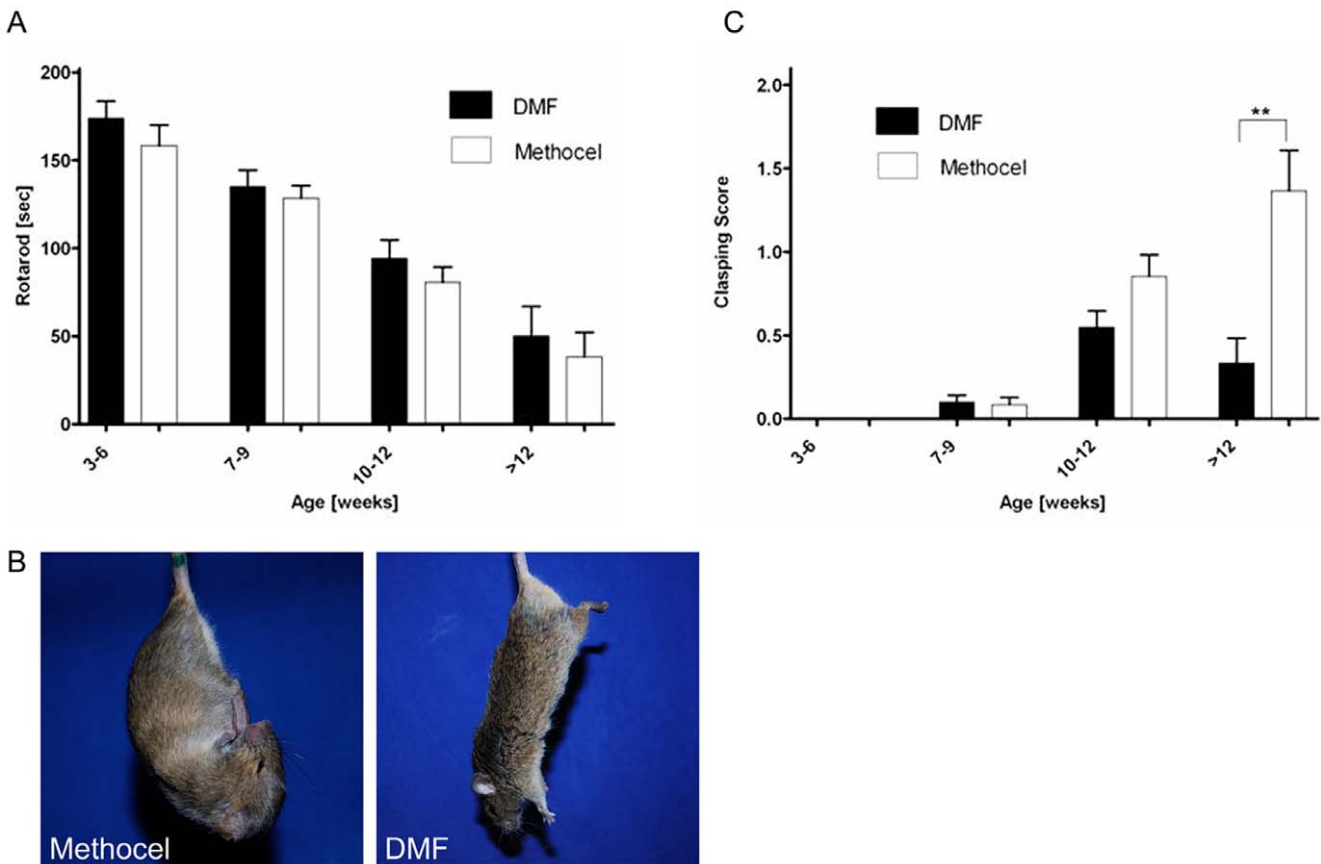 A
200
150
100
50
0
Rotarod [sec]
DMF
Methocel
3-6
7-9
10-12
>12
Age [weeks]
C
2.0
1.5
1.0
0.5
0.0
Clasping Score
DMF
Methocel
**
3-6
7-9
10-12
>12
Age [weeks]
B
Methocel
DMF